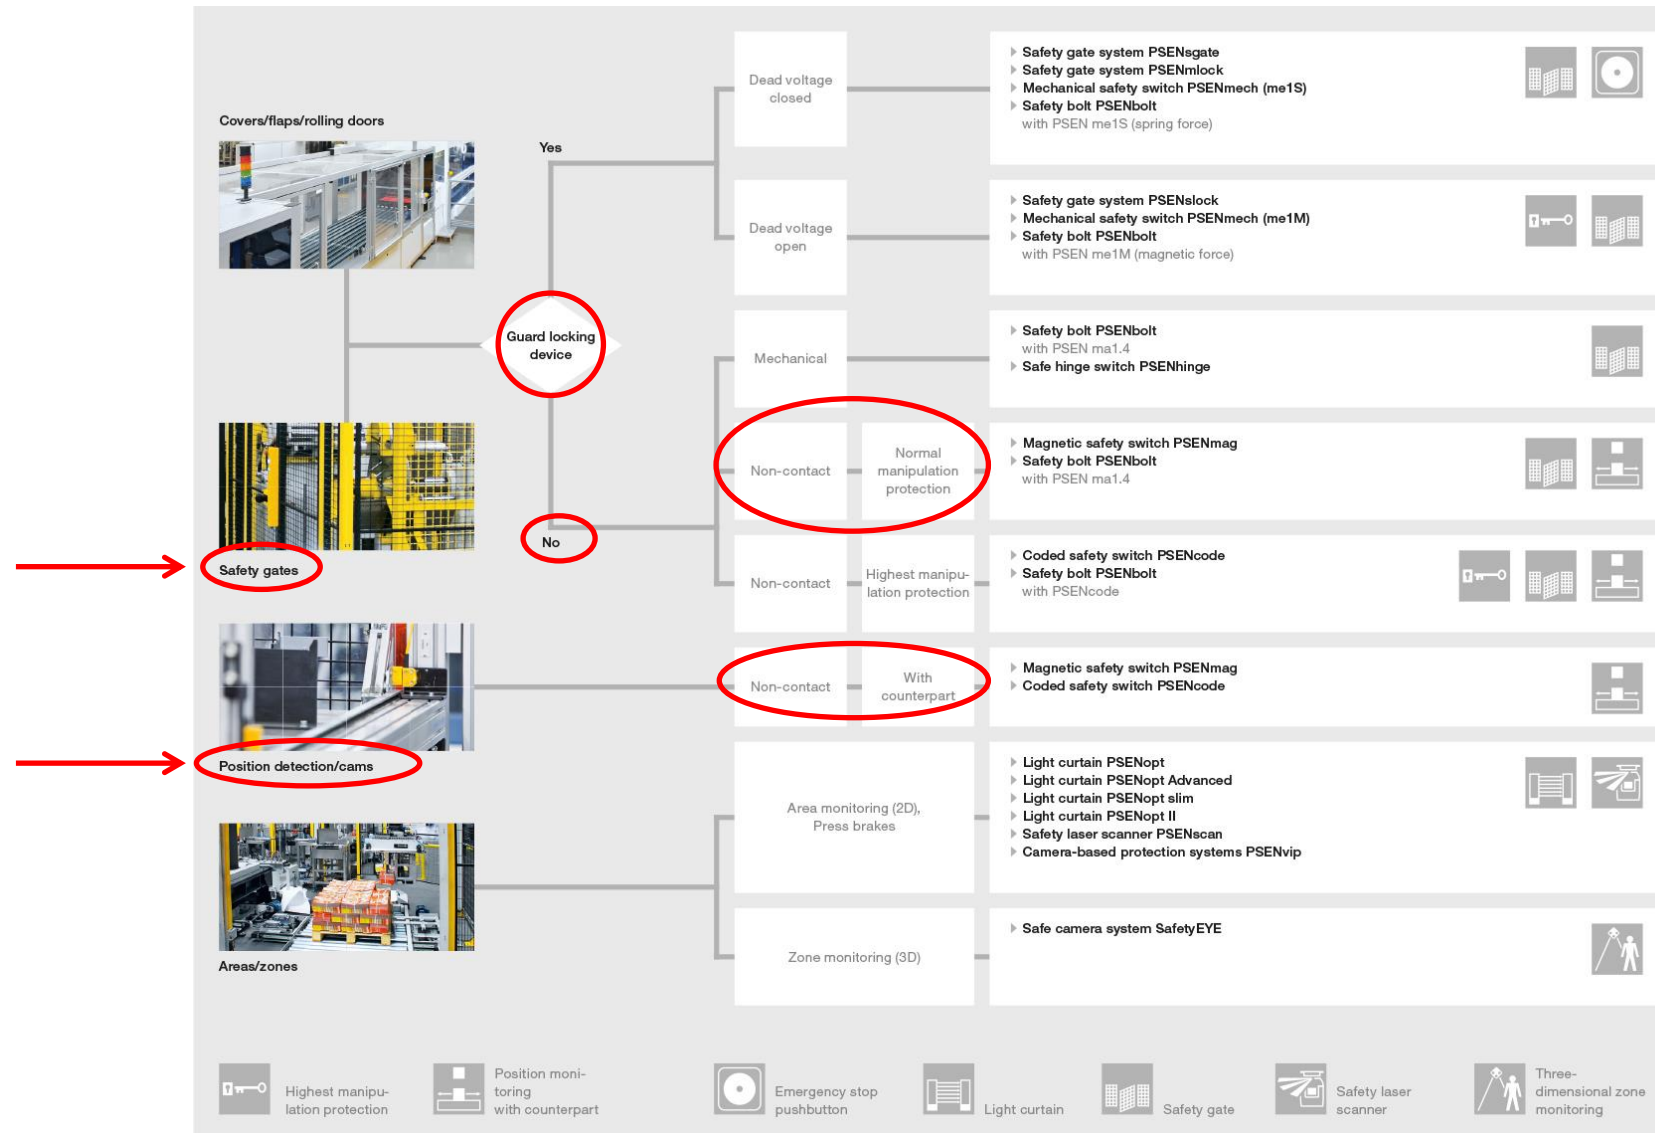 Covers/flaps/rolling doors
Safety gates
Position detection/cams
Areas/zones
Guard locking
device
Yes
No
Dead voltage
closed
Safety gate system PSENsgate
Safety gate system PSENmlock
Mechanical safety switch PSENmech (me1S)
Safety bolt PSENbolt
with PSEN me1S (spring force)
Dead voltage
open
Safety gate system PSENslock
Mechanical safety switch PSENmech (me1M)
Safety bolt PSENbolt
with PSEN me1M (magnetic force)
Mechanical
Safety bolt PSENbolt
with PSEN ma1.4
Safe hinge switch PSENhinge
Non-contact
Normal
manipulation
protection
Magnetic safety switch PSENmag
Safety bolt PSENbolt
with PSEN ma1.4
Non-contact
Highest manipu-
lation protection
Coded safety switch PSENcode
Safety bolt PSENbolt
with PSENcode
Non-contact
With
counterpart
Magnetic safety switch PSENmag
Coded safety switch PSENcode
Area monitoring (2D),
Press brakes
Light curtain PSENopt
Light curtain PSENopt Advanced
Light curtain PSENopt slim
Light curtain PSENopt II
Safety laser scanner PSENscan
Camera-based protection systems PSENvip
Zone monitoring (3D)
Safe camera system SafetyEYE
Highest manipu-
lation protection
Position moni-
toring
with counterpart
Emergency stop
pushbutton
Light curtain
Safety gate
Safety laser
scanner
Three-
dimensional zone
monitoring